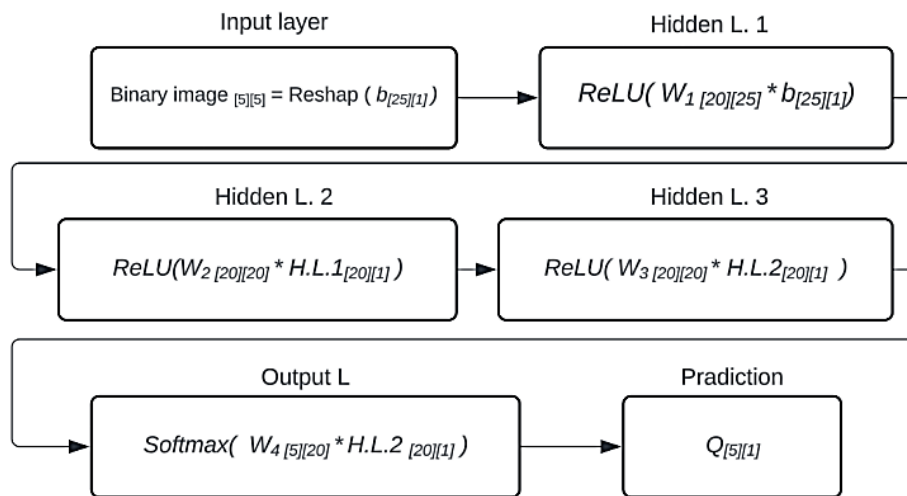 Input layer
Hidden L. 1
Binary image [5][5] = Reshap ( b[25][1] )
ReLU( W1 [20][25] * b[25][1])
Hidden L. 2
Hidden L. 3
ReLU(W2 [20][20] * H.L.1[20][1] )
ReLU( W3 [20][20] * H.L.2[20][1] )
Output L
Pradiction
Softmax( W4 [5][20] * H.L.2 [20][1] )
Q[5][1]